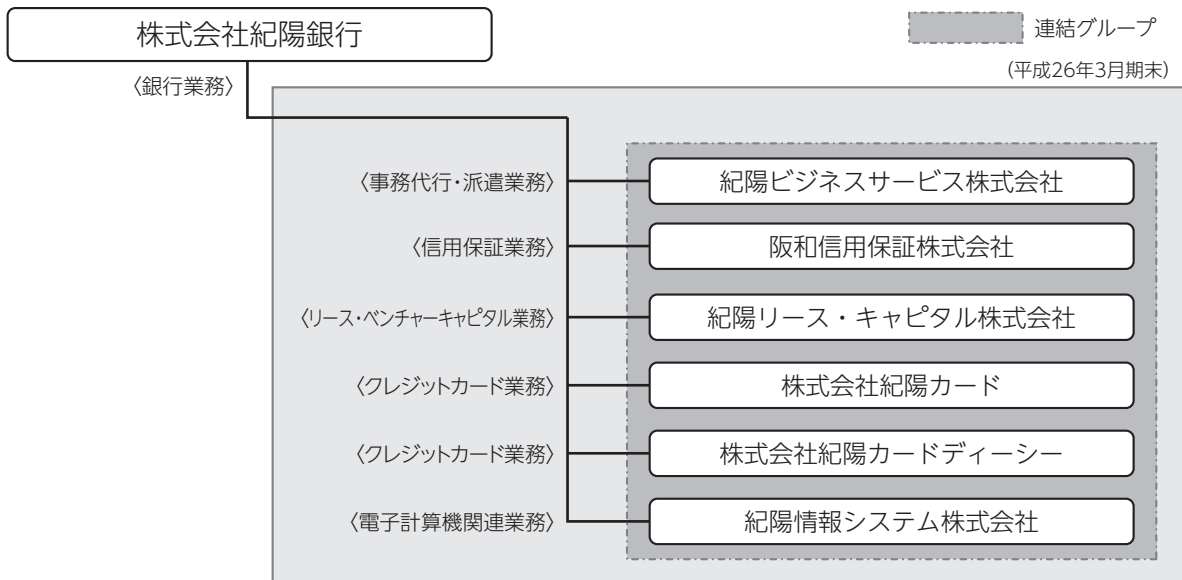 株式会社紀陽銀行
連結グループ
(平成26年3月期末)
〈銀行業務〉
〈事務代行・派遣業務〉
紀陽ビジネスサービス株式会社
〈信用保証業務〉
阪和信用保証株式会社
〈リース・ベンチャーキャピタル業務〉
紀陽リース・キャピタル株式会社
〈クレジットカード業務〉
株式会社紀陽カード
〈クレジットカード業務〉
株式会社紀陽カードディーシー
〈電子計算機関連業務〉
紀陽情報システム株式会社